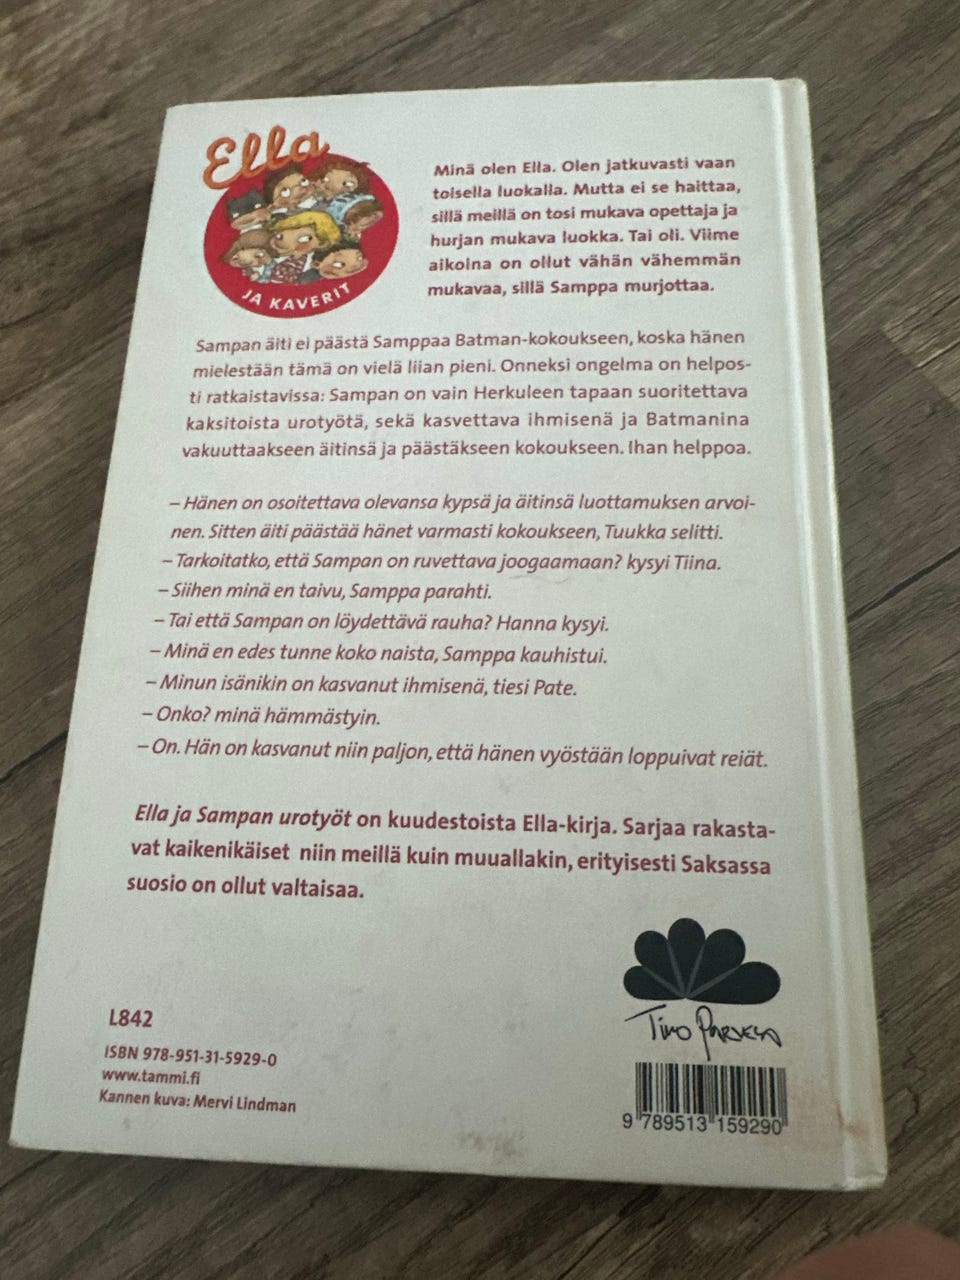 Ella
JA KAVERIT
Minä olen Ella. Olen jatkuvasti vaan
toisella luokalla. Mutta ei se haittaa,
sillä meillä on tosi mukava opettaja ja
hurjan mukava luokka. Tai oli. Viime
aikoina on ollut vähän vähemmän
mukavaa, sillä Samppa murjottaa.
Sampan äiti ei päästä Samppaa Batman-kokoukseen, koska hänen
mielestään tämä on vielä liian pieni. Onneksi ongelma on helpos-
ti ratkaistavissa: Sampan on vain Herkuleen tapaan suoritettava
kaksitoista urotyötä, sekä kasvettava ihmisenä ja Batmanina
vakuuttaakseen äitinsä ja päästäkseen kokoukseen. Ihan helppoa.
– Hänen on osoitettava olevansa kypsä ja äitinsä luottamuksen arvoi-
nen. Sitten äiti päästää hänet varmasti kokoukseen, Tuukka selitti.
– Tarkoitatko, että Sampan on ruvettava joogaamaan? kysyi Tiina.
– Siihen minä en taivu, Samppa parahti.
– Tai että Sampan on löydettävä rauha? Hanna kysyi.
– Minä en edes tunne koko naista, Samppa kauhistui.
– Minun isänikin on kasvanut ihmisenä, tiesi Pate.
– Onko? minä hämmästyin.
– On. Hän on kasvanut niin paljon, että hänen vyöstään loppuivat reiät.
Ella ja Sampan urotyöt on kuudestoista Ella-kirja. Sarjaa rakasta-
vat kaikenikäiset niin meillä kuin muuallakin, erityisesti Saksassa
suosio on ollut valtaisaa.
Timo Parvela
L842
ISBN 978-951-31-5929-0
www.tammi.fi
Kannen kuva: Mervi Lindman
9 789513 159290